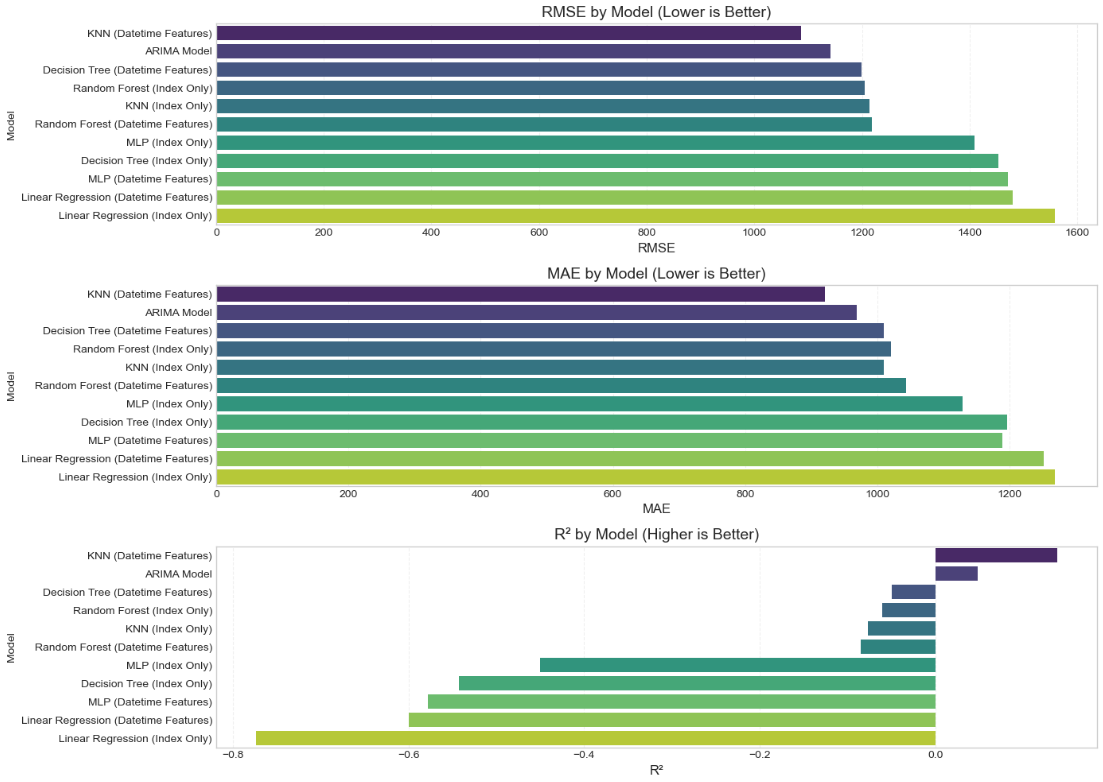 RMSE by Model (Lower is Better)
Model
KNN (Datetime Features)
ARIMA Model
Decision Tree (Datetime Features)
Random Forest (Index Only)
KNN (Index Only)
Random Forest (Datetime Features)
MLP (Index Only)
Decision Tree (Index Only)
MLP (Datetime Features)
Linear Regression (Datetime Features)
Linear Regression (Index Only)
0 200 400 600 800 1000 1200 1400 1600
RMSE
MAE by Model (Lower is Better)
Model
KNN (Datetime Features)
ARIMA Model
Decision Tree (Datetime Features)
Random Forest (Index Only)
KNN (Index Only)
Random Forest (Datetime Features)
MLP (Index Only)
Decision Tree (Index Only)
MLP (Datetime Features)
Linear Regression (Datetime Features)
Linear Regression (Index Only)
0 200 400 600 800 1000 1200
MAE
R² by Model (Higher is Better)
Model
KNN (Datetime Features)
ARIMA Model
Decision Tree (Datetime Features)
Random Forest (Index Only)
KNN (Index Only)
Random Forest (Datetime Features)
MLP (Index Only)
Decision Tree (Index Only)
MLP (Datetime Features)
Linear Regression (Datetime Features)
Linear Regression (Index Only)
−0.8 −0.6 −0.4 −0.2 0.0
R²